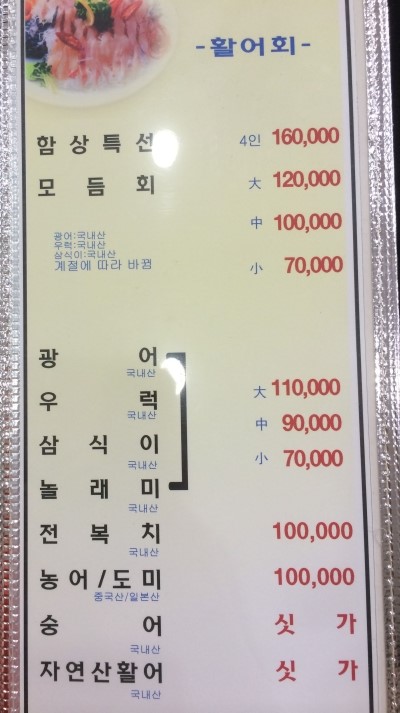 -활어회-
함상특선 4인 160,000
모듬회 大 120,000
中 100,000
광어:국내산
우럭:국내산
삼식이:국내산
계절에 따라 바뀜
小 70,000
광어
국내산
우럭 大 110,000
국내산 中 90,000
삼식이 小 70,000
국내산
놀래미
국내산
전복치 100,000
국내산
농어/도미 100,000
중국산/일본산
숭어 싯가
국내산
자연산활어 싯가
국내산